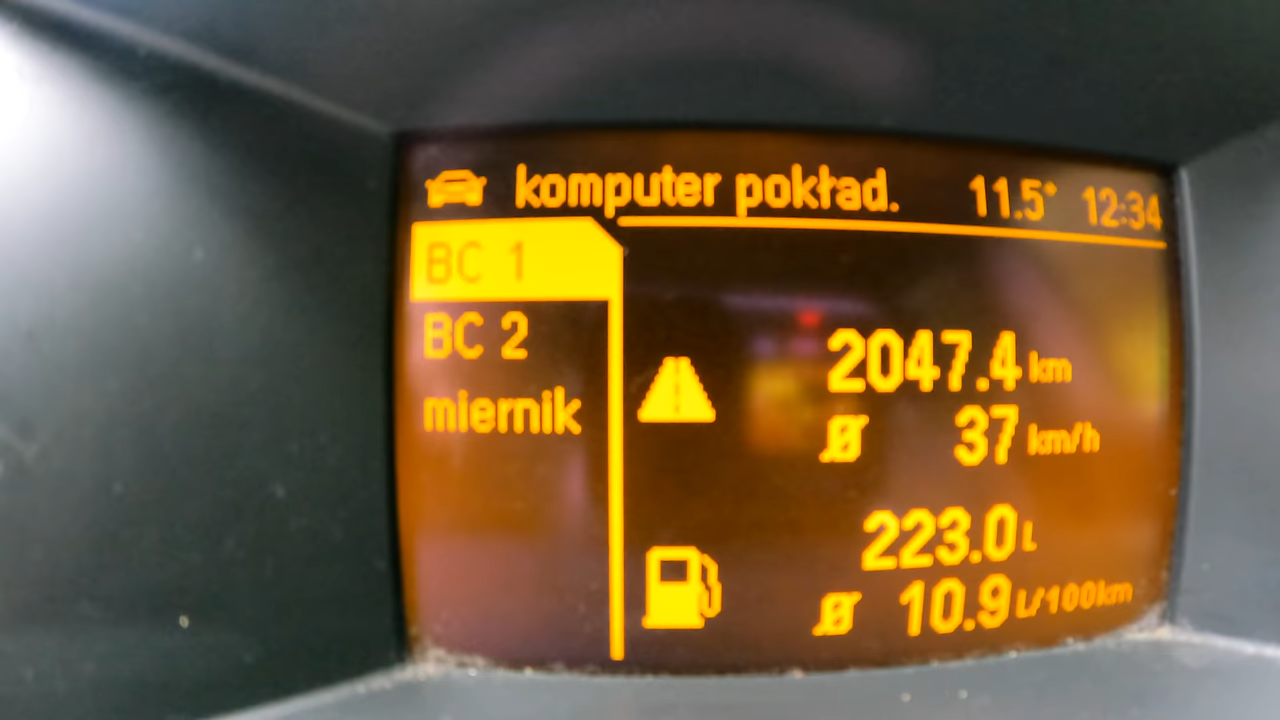 komputer pokład. 11.5° 12:34
BC 1
BC 2
miernik
2047.4 km
Ø 37 km/h
223.0 L
Ø 10.9 L/100km